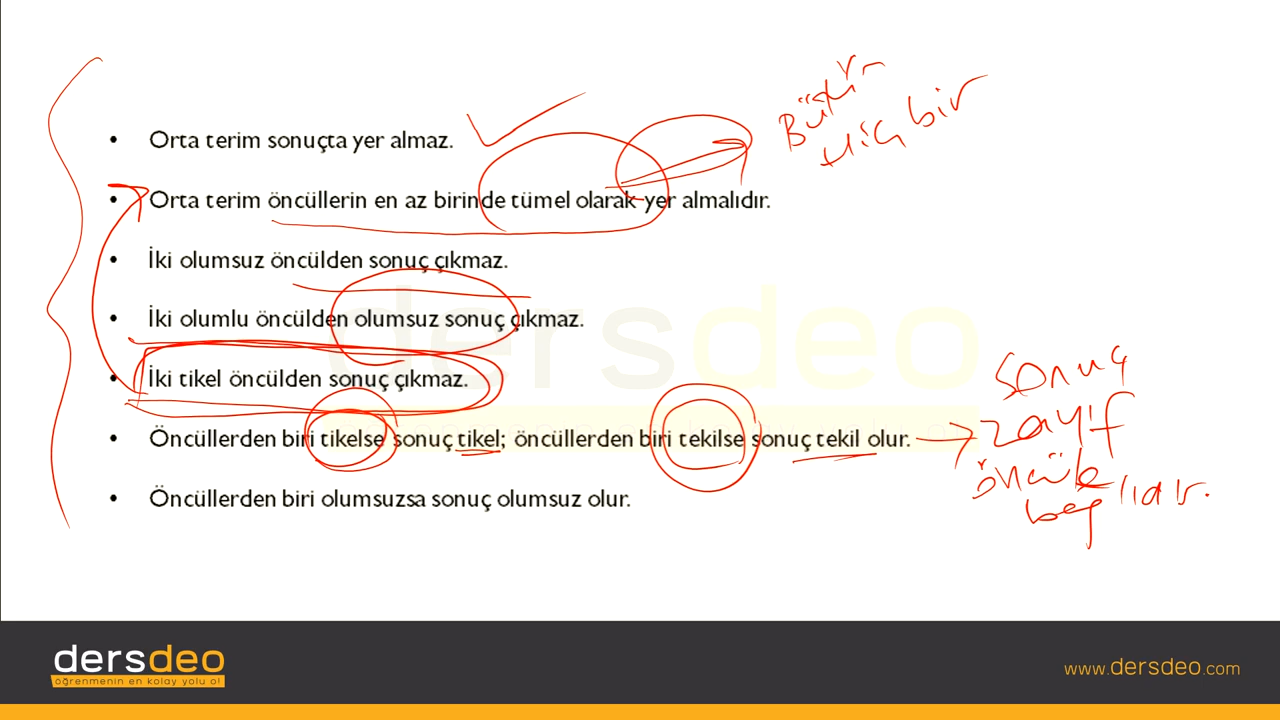 Bütün
Hiçbir
• Orta terim sonuçta yer almaz.
• Orta terim öncüllerin en az birinde tümel olarak yer almalıdır.
• İki olumsuz öncülden sonuç çıkmaz.
• İki olumlu öncülden olumsuz sonuç çıkmaz.
• İki tikel öncülden sonuç çıkmaz.
• Öncüllerden biri tikelse sonuç tikel; öncüllerden biri tekilse sonuç tekil olur.
sonuç
zayıf
öncüle
bağlıdır.
• Öncüllerden biri olumsuzsa sonuç olumsuz olur.
dersdeo
dersdeo
öğrenmenin en kolay yolu o!
www.dersdeo.com